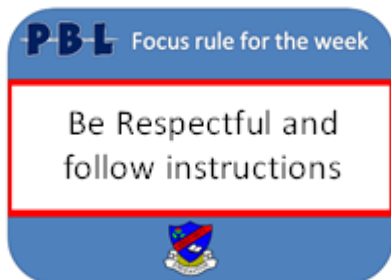 PBL Focus rule for the week
Be Respectful and
follow instructions